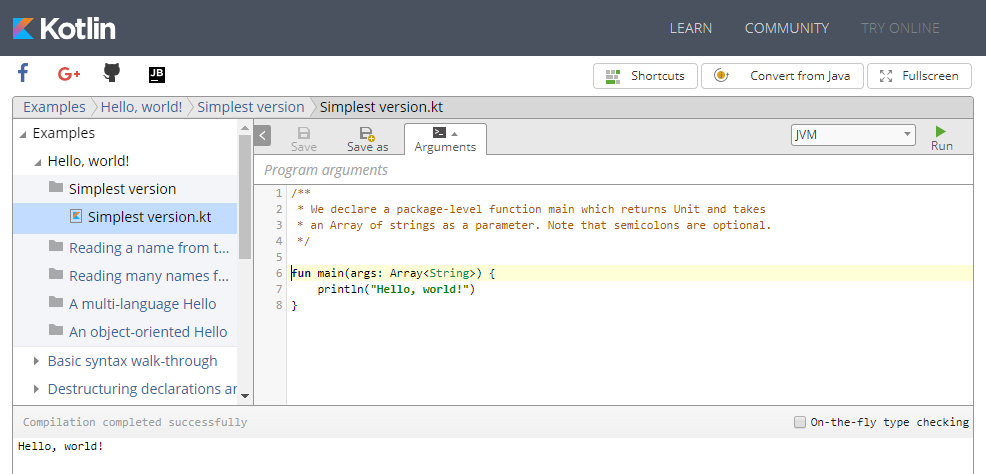 Kotlin
LEARN COMMUNITY TRY ONLINE
f G+ JB Shortcuts Convert from Java Fullscreen
Examples Hello, world! Simplest version Simplest version.kt
Examples
Hello, world!
Simplest version
Simplest version.kt
Reading a name from t...
Reading many names f...
A multi-language Hello
An object-oriented Hello
Basic syntax walk-through
Destructuring declarations ar
Save Save as Arguments JVM Run
Program arguments
1 /**
2  * We declare a package-level function main which returns Unit and takes
3  * an Array of strings as a parameter. Note that semicolons are optional.
4  */
5
6 fun main(args: Array<String>) {
7     println("Hello, world!")
8 }
Compilation completed successfully On-the-fly type checking
Hello, world!